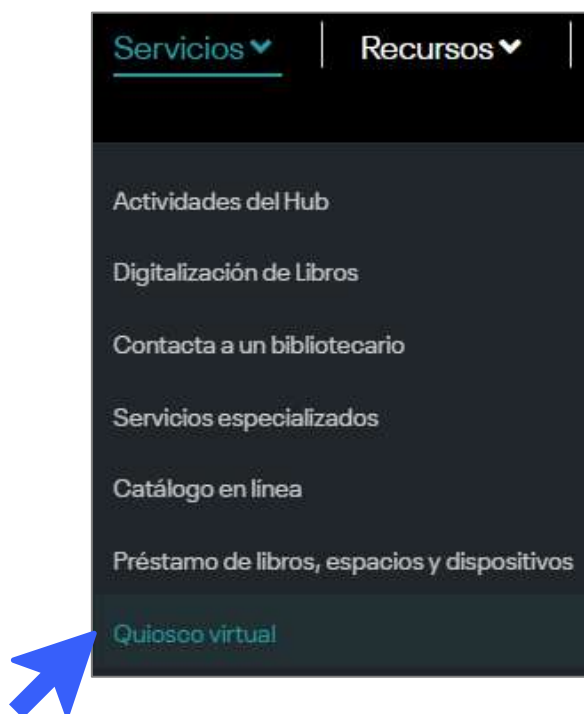 Servicios
Recursos
Actividades del Hub
Digitalización de Libros
Contacta a un bibliotecario
Servicios especializados
Catálogo en línea
Préstamo de libros, espacios y dispositivos
Quiosco virtual